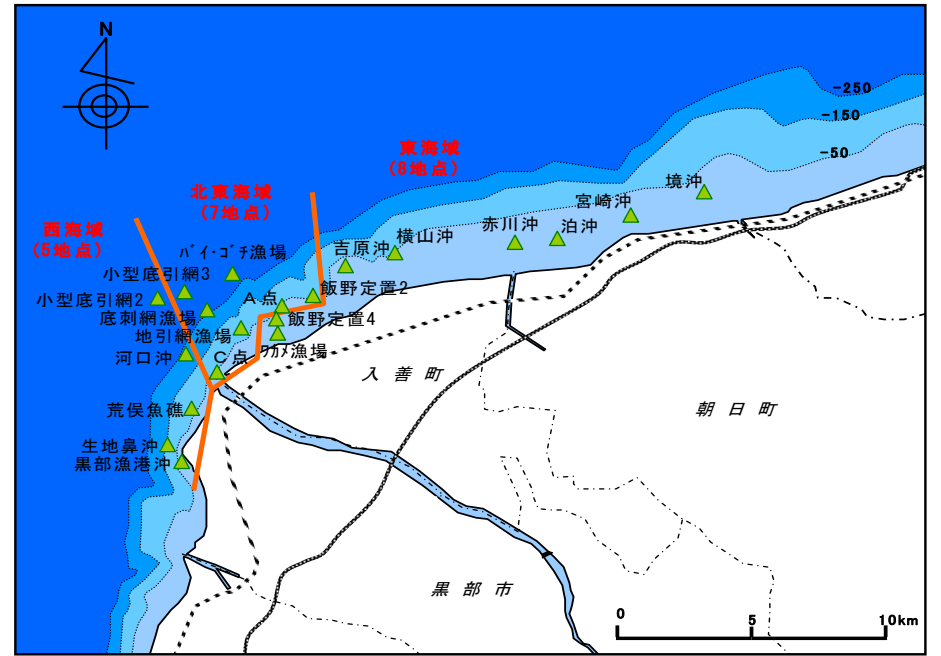 N
-250
-150
-50
東海域
(8地点)
北東海域
(7地点)
西海域
(5地点)
境沖
宮崎沖
泊沖
赤川沖
横山沖
吉原沖
バイ・ゴチ漁場
小型底引網3
小型底引網2
A点
飯野定置2
底刺網漁場
飯野定置4
地引網漁場
ワカメ漁場
河口沖
C点
入善町
朝日町
荒俣魚礁
生地鼻沖
黒部漁港沖
黒部市
0
5
10km